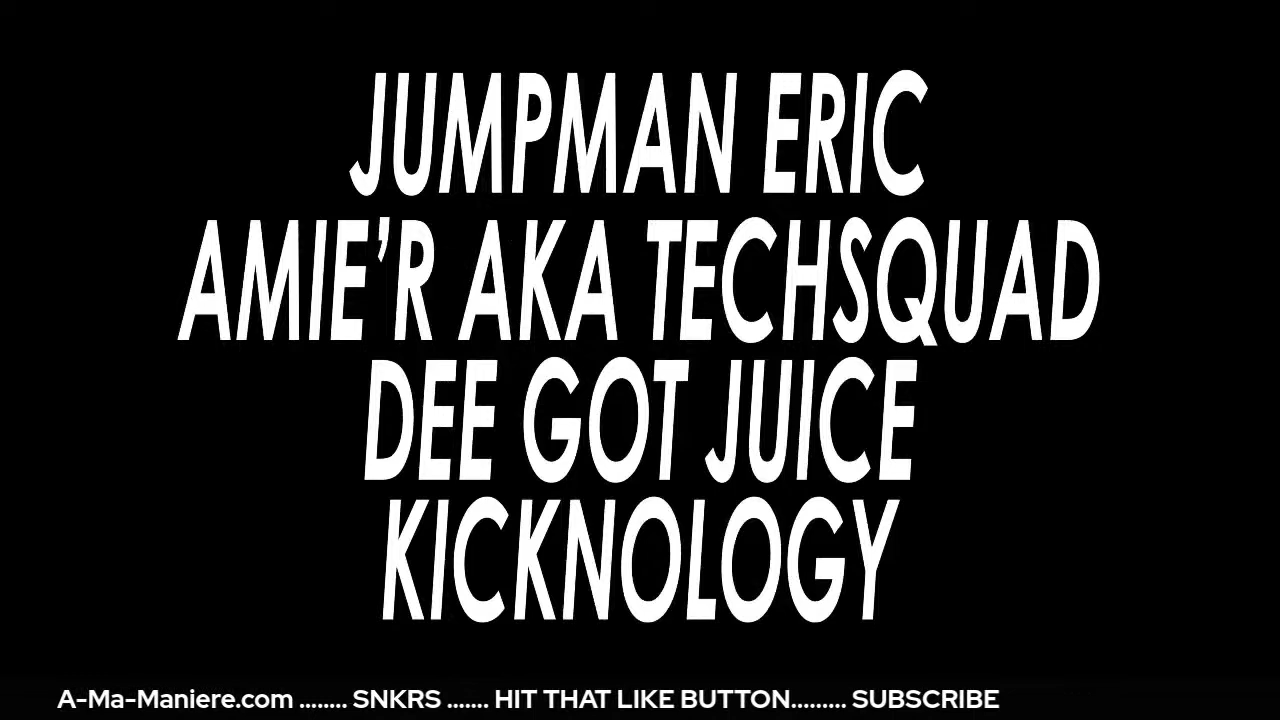 JUMPMAN ERIC
AMIE’R AKA TECHSQUAD
DEE GOT JUICE
KICKNOLOGY
A-Ma-Maniere.com ........ SNKRS ....... HIT THAT LIKE BUTTON......... SUBSCRIBE